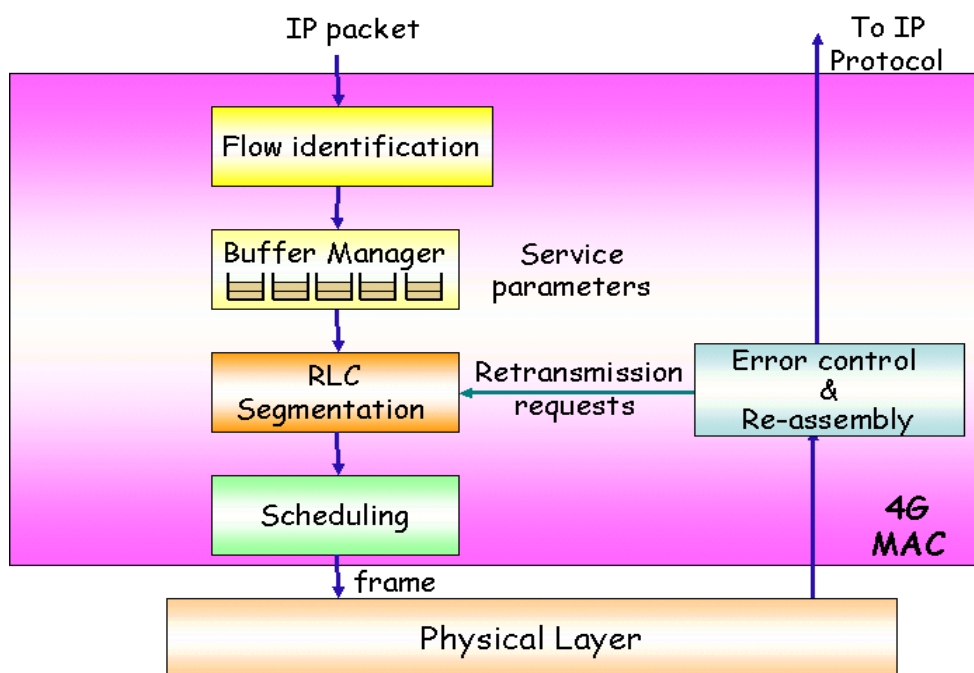 IP packet
To IP
Protocol
Flow identification
Buffer Manager
Service
parameters
RLC
Segmentation
Retransmission
requests
Error control
&
Re-assembly
Scheduling
4G
MAC
frame
Physical Layer